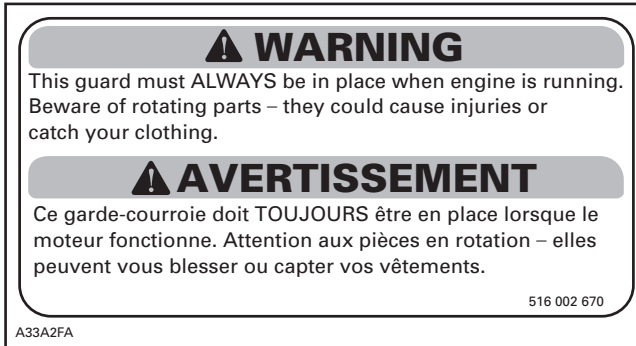 WARNING
This guard must ALWAYS be in place when engine is running.
Beware of rotating parts – they could cause injuries or
catch your clothing.
AVERTISSEMENT
Ce garde-courroie doit TOUJOURS être en place lorsque le
moteur fonctionne. Attention aux pièces en rotation – elles
peuvent vous blesser ou capter vos vêtements.
516 002 670
A33A2FA